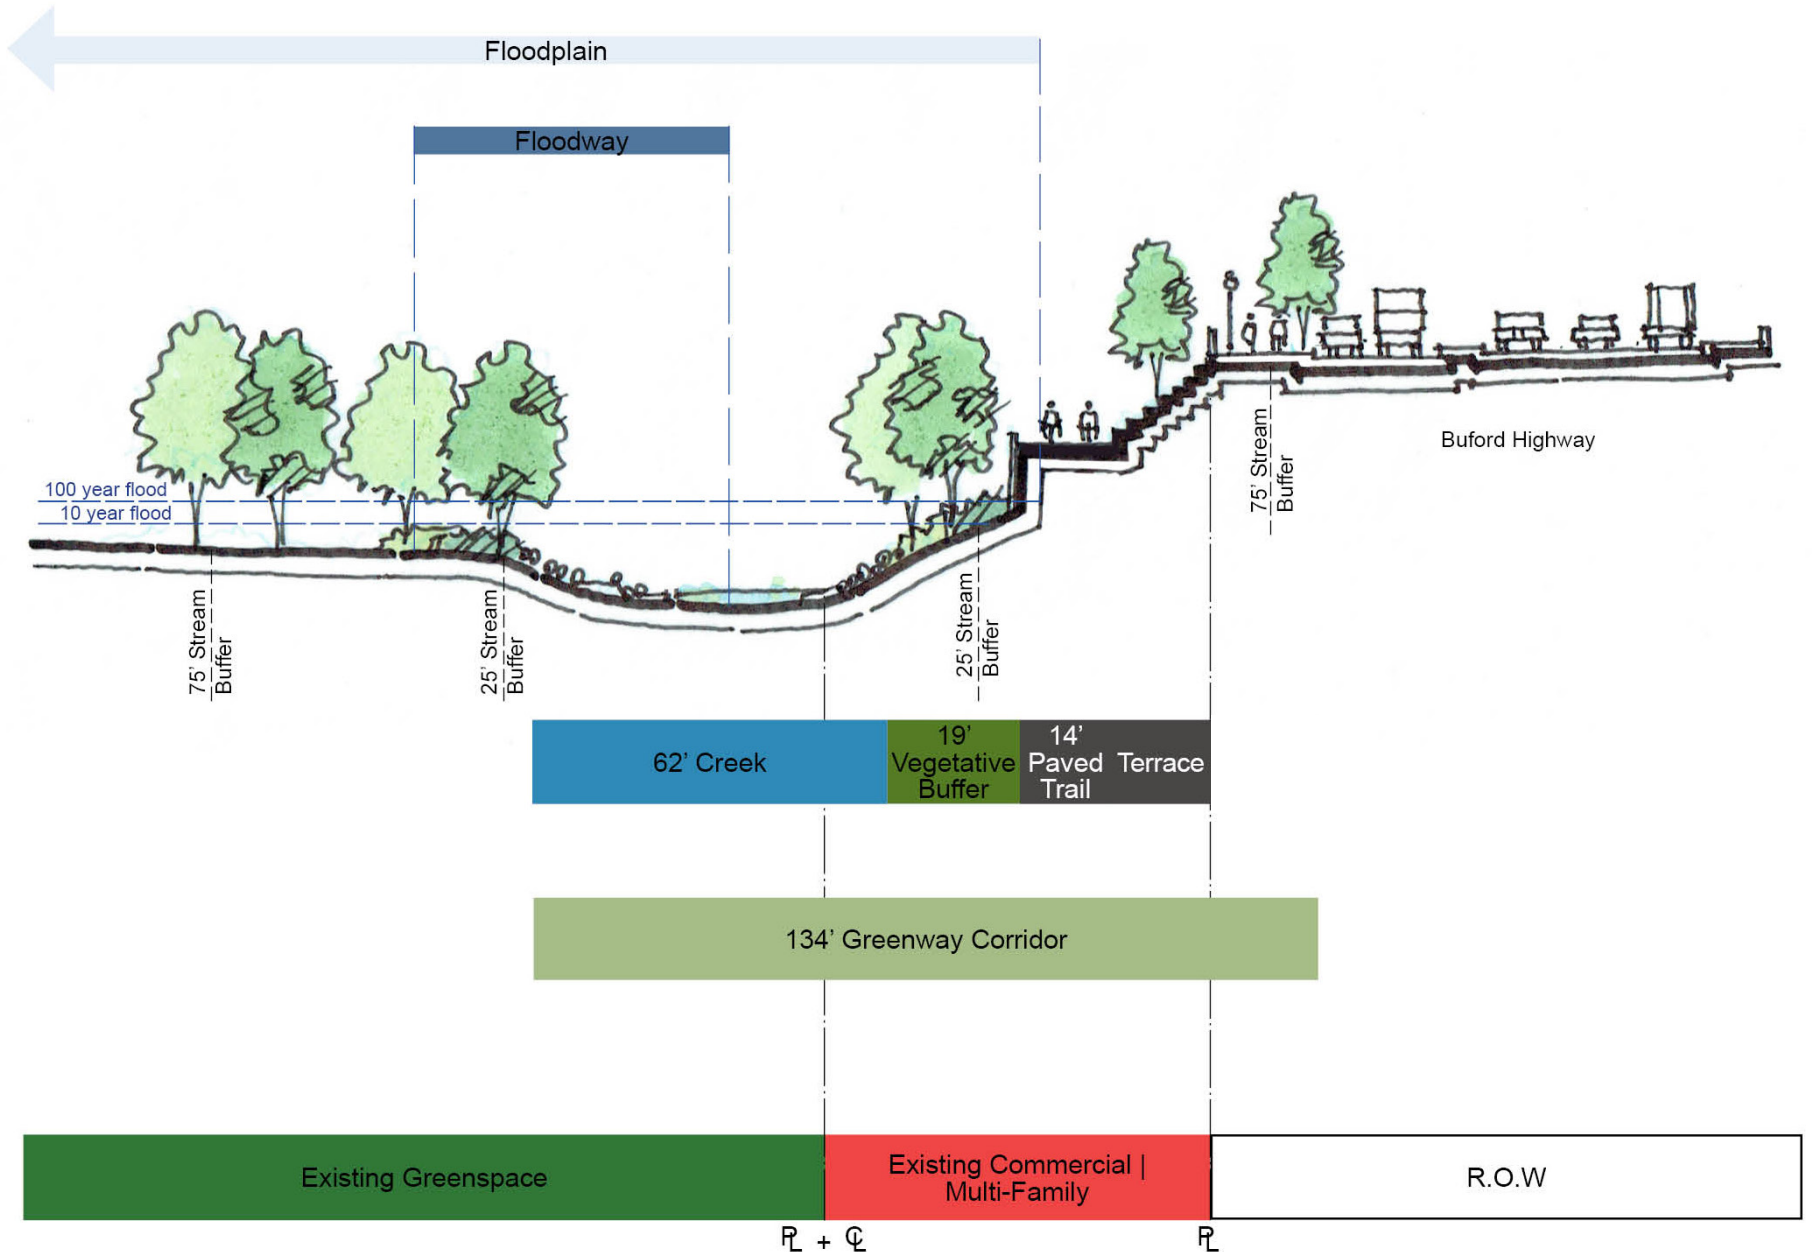 Floodplain
Floodway
100 year flood
10 year flood
Buford Highway
75’ Stream
Buffer
25’ Stream
Buffer
25’ Stream
Buffer
75’ Stream
Buffer
62’ Creek
19’
Vegetative
Buffer
14’
Paved
Trail
Terrace
134’ Greenway Corridor
Existing Greenspace
Existing Commercial |
Multi-Family
R.O.W
PL + CL
PL